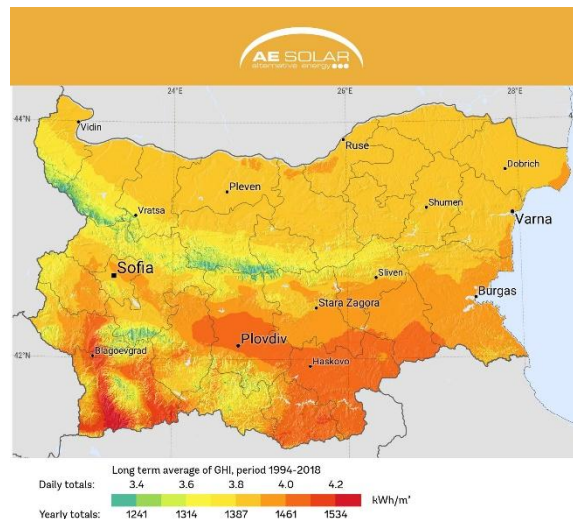 AE SOLAR
alternative energy
24°E
26°E
28°E
44°N
Vidin
Ruse
Dobrich
Pleven
Shumen
Vratsa
Varna
Sofia
Sliven
Burgas
Stara Zagora
Plovdiv
42°N
Blagoevgrad
Haskovo
Long term average of GHI, period 1994-2018
Daily totals: 3.4 3.6 3.8 4.0 4.2
kWh/m²
Yearly totals: 1241 1314 1387 1461 1534